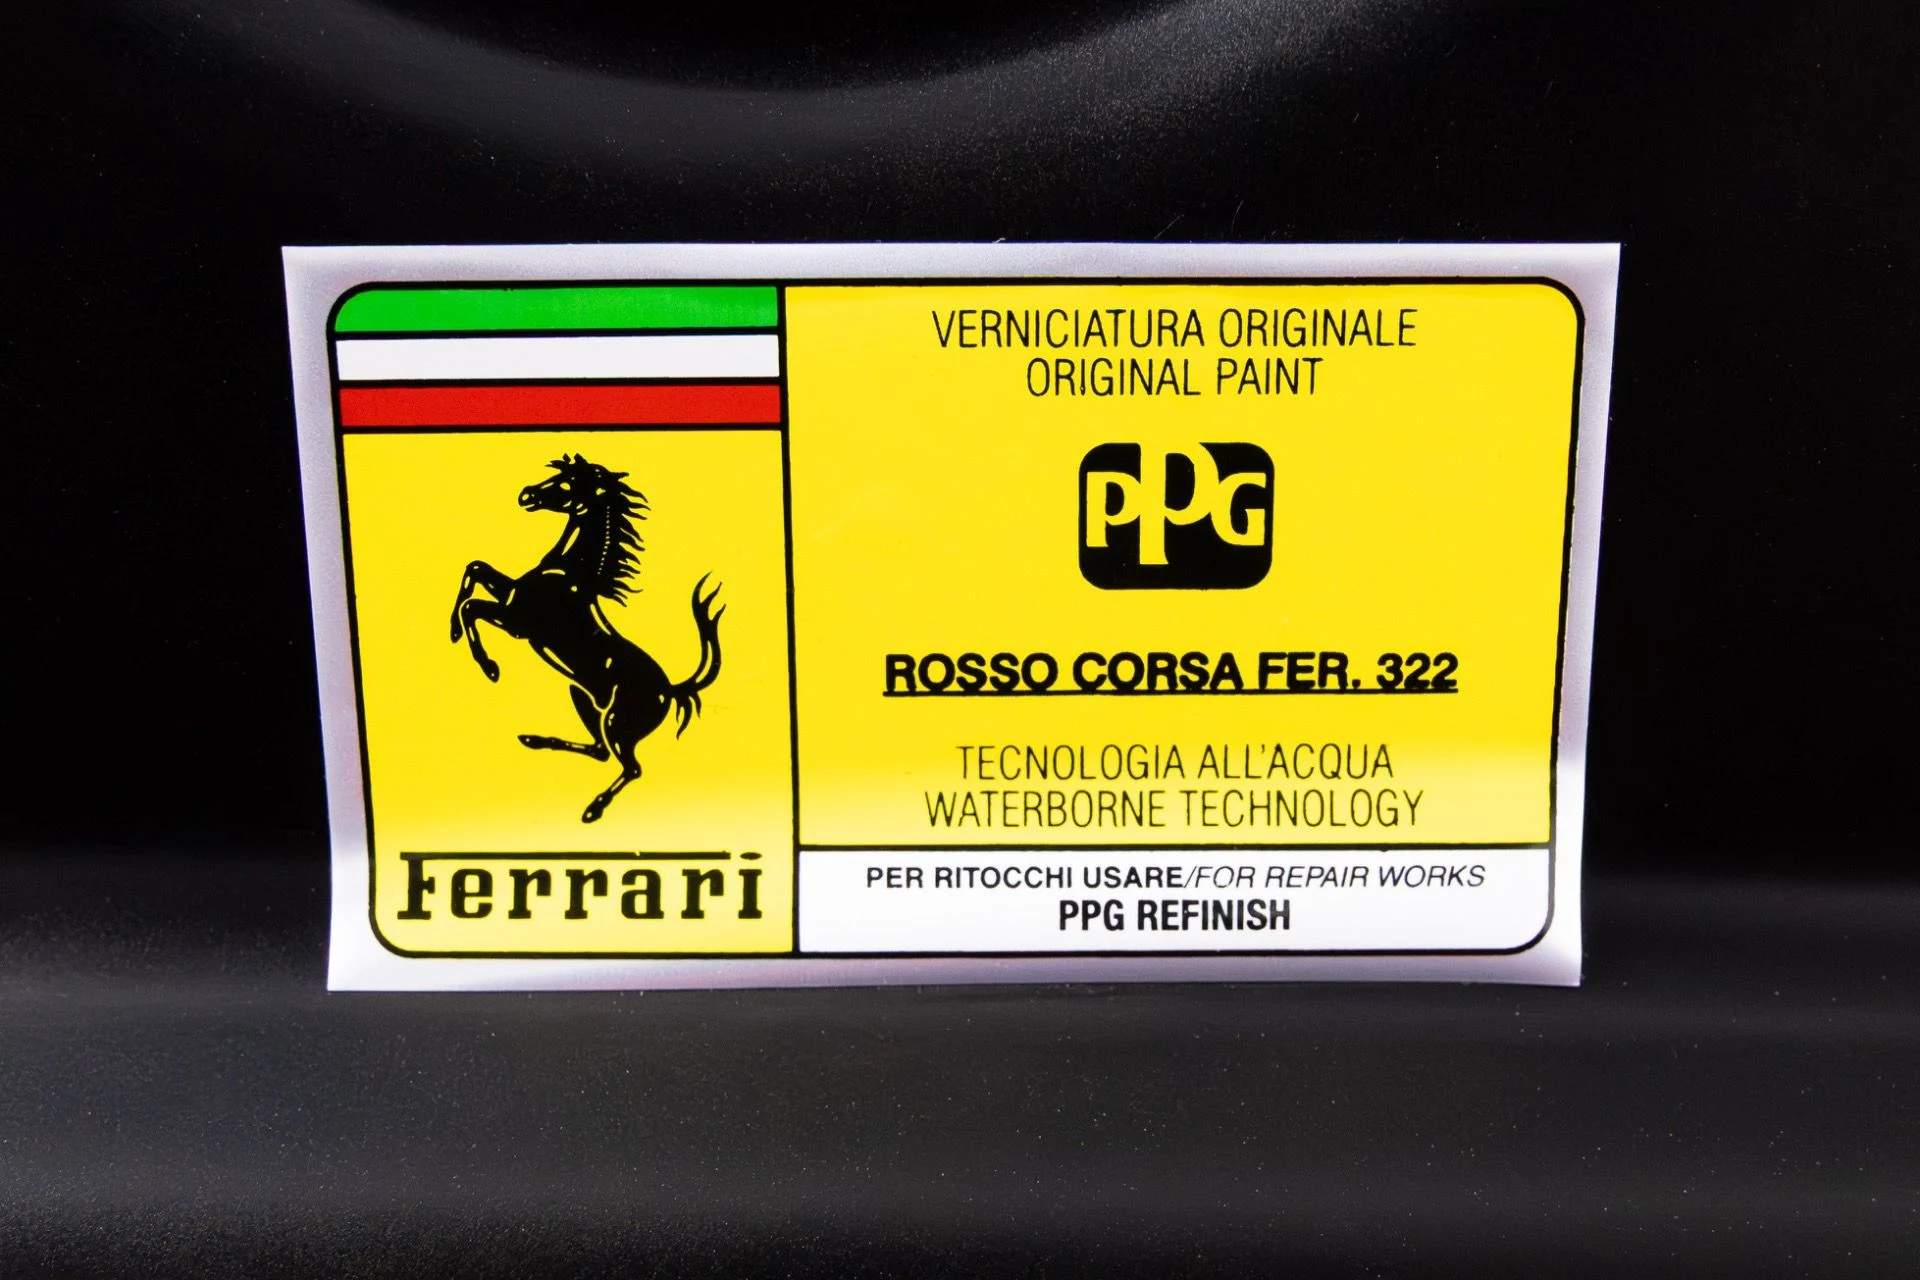 Ferrari
VERNICIATURA ORIGINALE
ORIGINAL PAINT
PPG
ROSSO CORSA FER. 322
TECNOLOGIA ALL'ACQUA
WATERBORNE TECHNOLOGY
PER RITOCCHI USARE/FOR REPAIR WORKS
PPG REFINISH